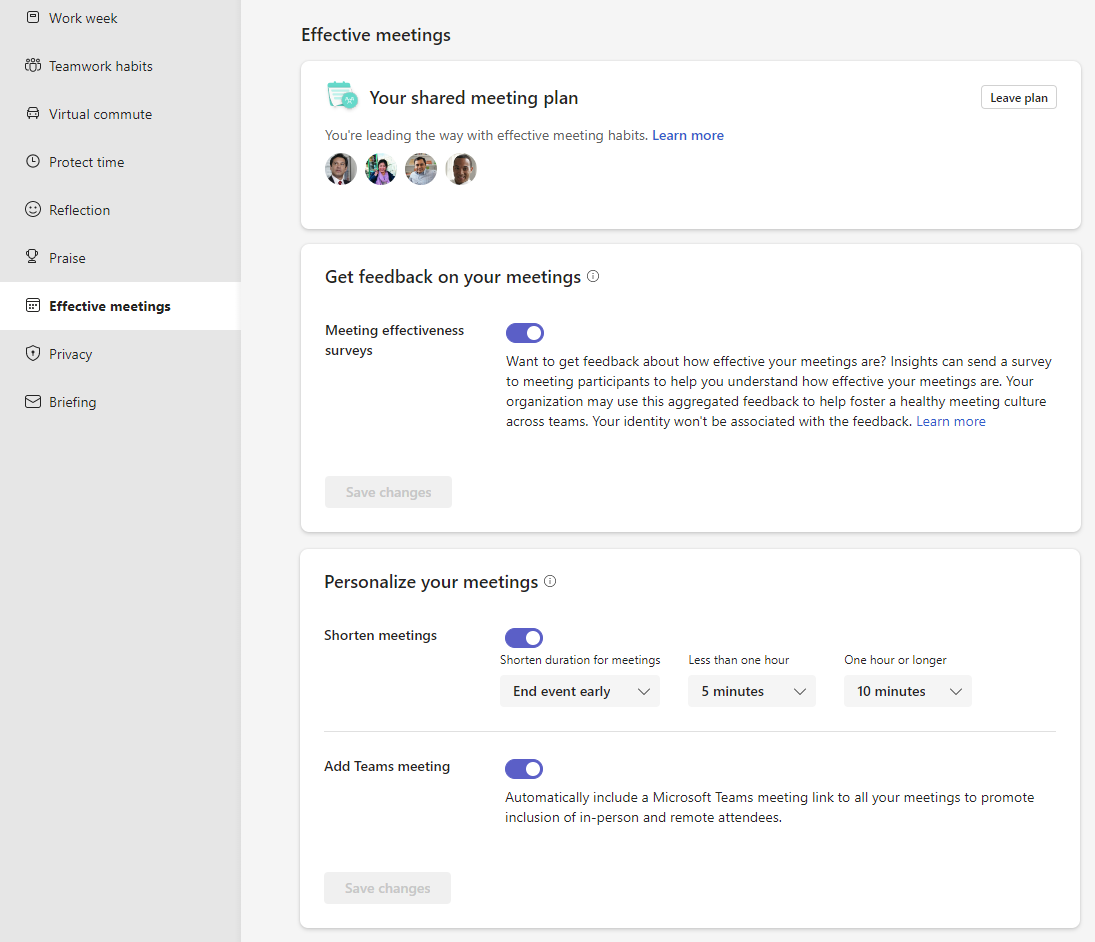 Work week
Teamwork habits
Virtual commute
Protect time
Reflection
Praise
Effective meetings
Privacy
Briefing
Effective meetings
Your shared meeting plan
Leave plan
You're leading the way with effective meeting habits. Learn more
Get feedback on your meetings
Meeting effectiveness
surveys
Want to get feedback about how effective your meetings are? Insights can send a survey
to meeting participants to help you understand how effective your meetings are. Your
organization may use this aggregated feedback to help foster a healthy meeting culture
across teams. Your identity won't be associated with the feedback. Learn more
Save changes
Personalize your meetings
Shorten meetings
Shorten duration for meetings
Less than one hour
One hour or longer
End event early
5 minutes
10 minutes
Add Teams meeting
Automatically include a Microsoft Teams meeting link to all your meetings to promote
inclusion of in-person and remote attendees.
Save changes